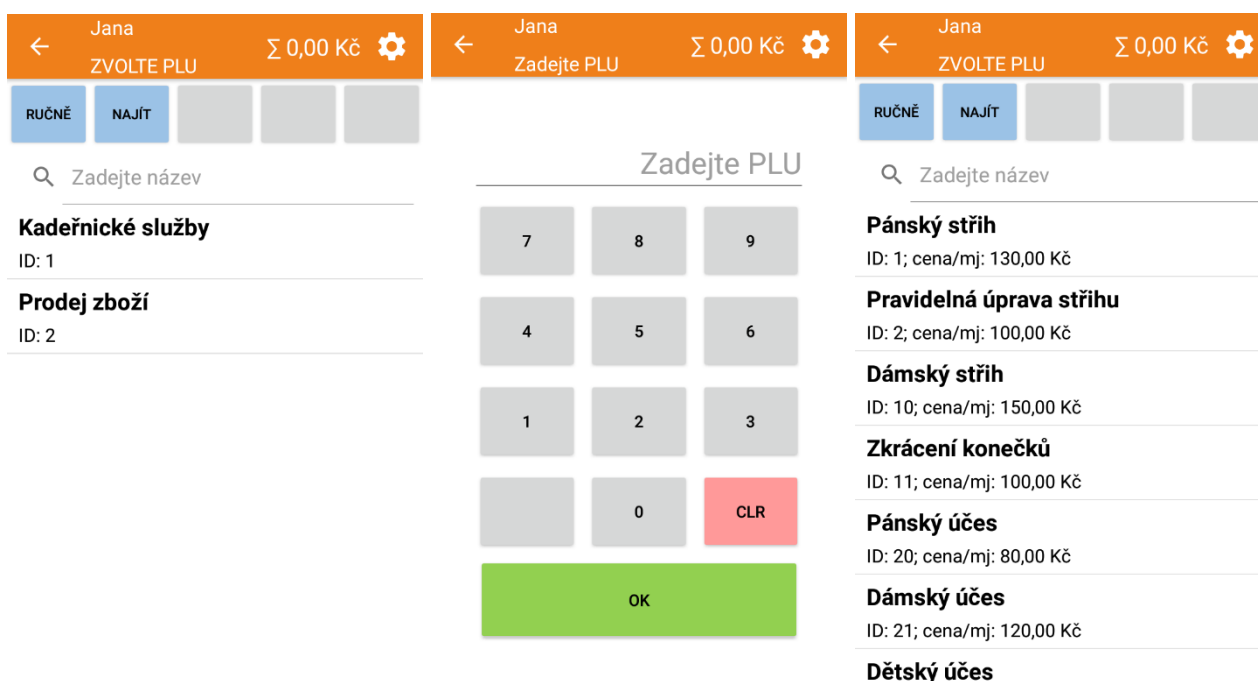 Jana
ZVOLTE PLU
∑ 0,00 Kč
RUČNĚ
NAJÍT
Zadejte název
Kadeřnické služby
ID: 1
Prodej zboží
ID: 2
Jana
Zadejte PLU
∑ 0,00 Kč
Zadejte PLU
7 8 9
4 5 6
1 2 3
0 CLR
OK
Jana
ZVOLTE PLU
∑ 0,00 Kč
RUČNĚ
NAJÍT
Zadejte název
Pánský střih
ID: 1; cena/mj: 130,00 Kč
Pravidelná úprava střihu
ID: 2; cena/mj: 100,00 Kč
Dámský střih
ID: 10; cena/mj: 150,00 Kč
Zkrácení konečků
ID: 11; cena/mj: 100,00 Kč
Pánský účes
ID: 20; cena/mj: 80,00 Kč
Dámský účes
ID: 21; cena/mj: 120,00 Kč
Dětský účes